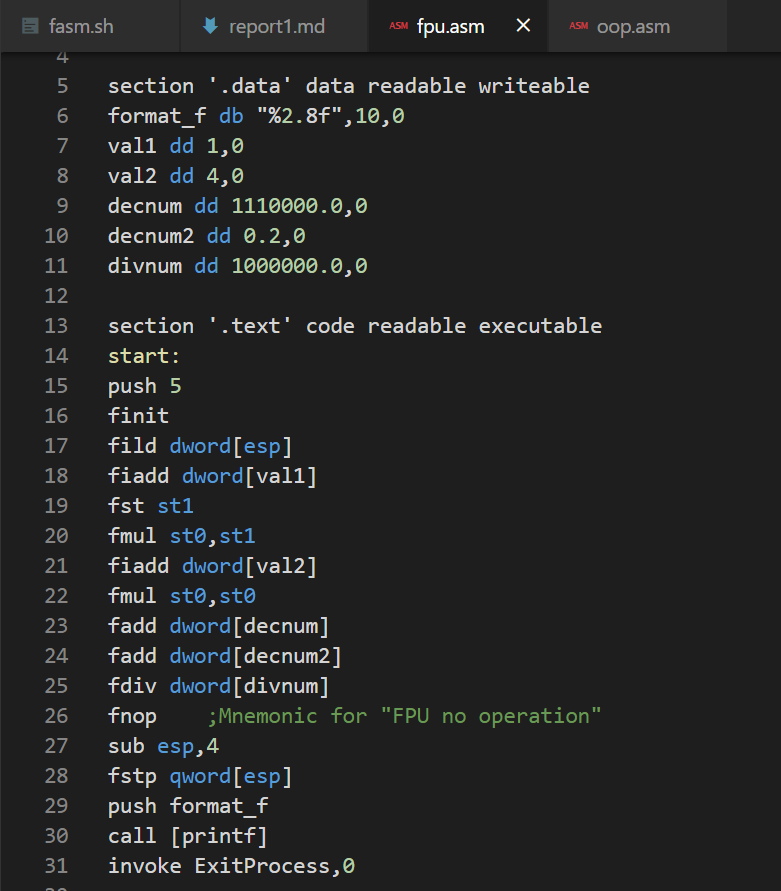 fasm.sh report1.md ASM fpu.asm × ASM oop.asm
4
5 section '.data' data readable writeable
6 format_f db "%2.8f",10,0
7 val1 dd 1,0
8 val2 dd 4,0
9 decnum dd 1110000.0,0
10 decnum2 dd 0.2,0
11 divnum dd 1000000.0,0
12
13 section '.text' code readable executable
14 start:
15 push 5
16 finit
17 fild dword[esp]
18 fiadd dword[val1]
19 fst st1
20 fmul st0,st1
21 fiadd dword[val2]
22 fmul st0,st0
23 fadd dword[decnum]
24 fadd dword[decnum2]
25 fdiv dword[divnum]
26 fnop    ;Mnemonic for "FPU no operation"
27 sub esp,4
28 fstp qword[esp]
29 push format_f
30 call [printf]
31 invoke ExitProcess,0